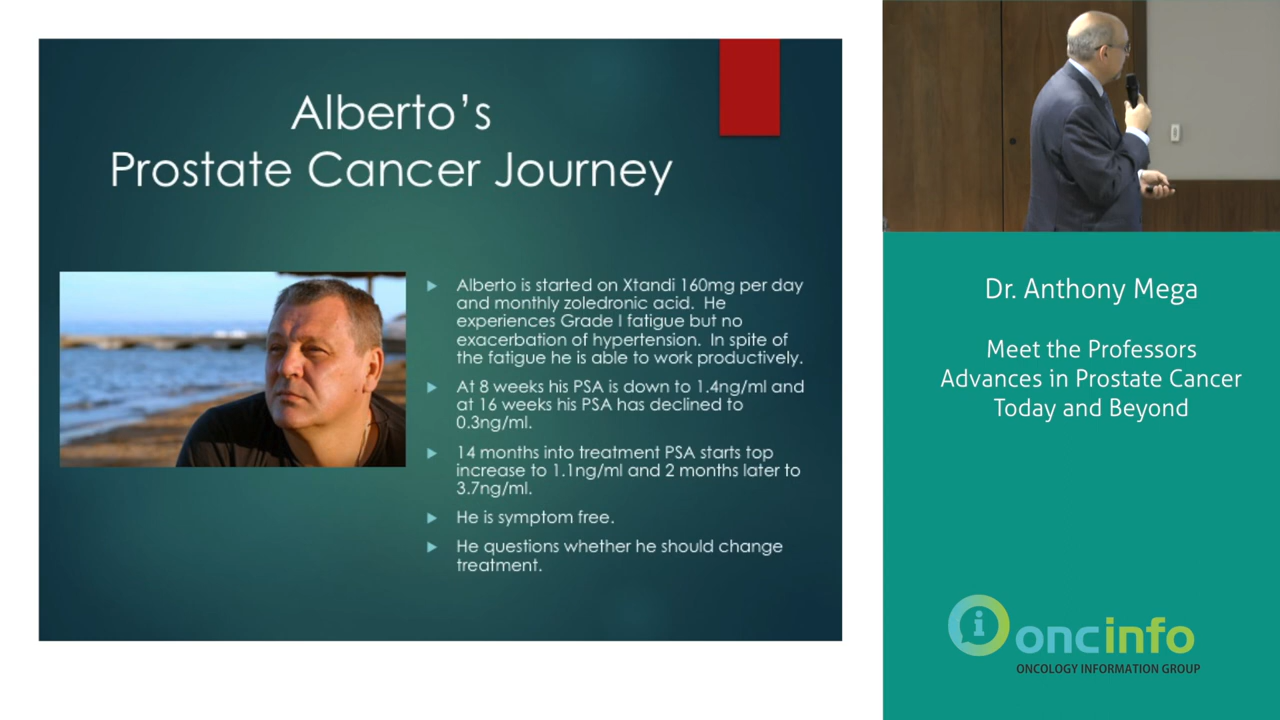 Alberto's
Prostate Cancer Journey
Alberto is started on Xtandi 160mg per day
and monthly zoledronic acid. He
experiences Grade I fatigue but no
exacerbation of hypertension. In spite of
the fatigue he is able to work productively.
At 8 weeks his PSA is down to 1.4ng/ml and
at 16 weeks his PSA has declined to
0.3ng/ml.
14 months into treatment PSA starts top
increase to 1.1ng/ml and 2 months later to
3.7ng/ml.
He is symptom free.
He questions whether he should change
treatment.
Dr. Anthony Mega
Meet the Professors
Advances in Prostate Cancer
Today and Beyond
i oncinfo
ONCOLOGY INFORMATION GROUP